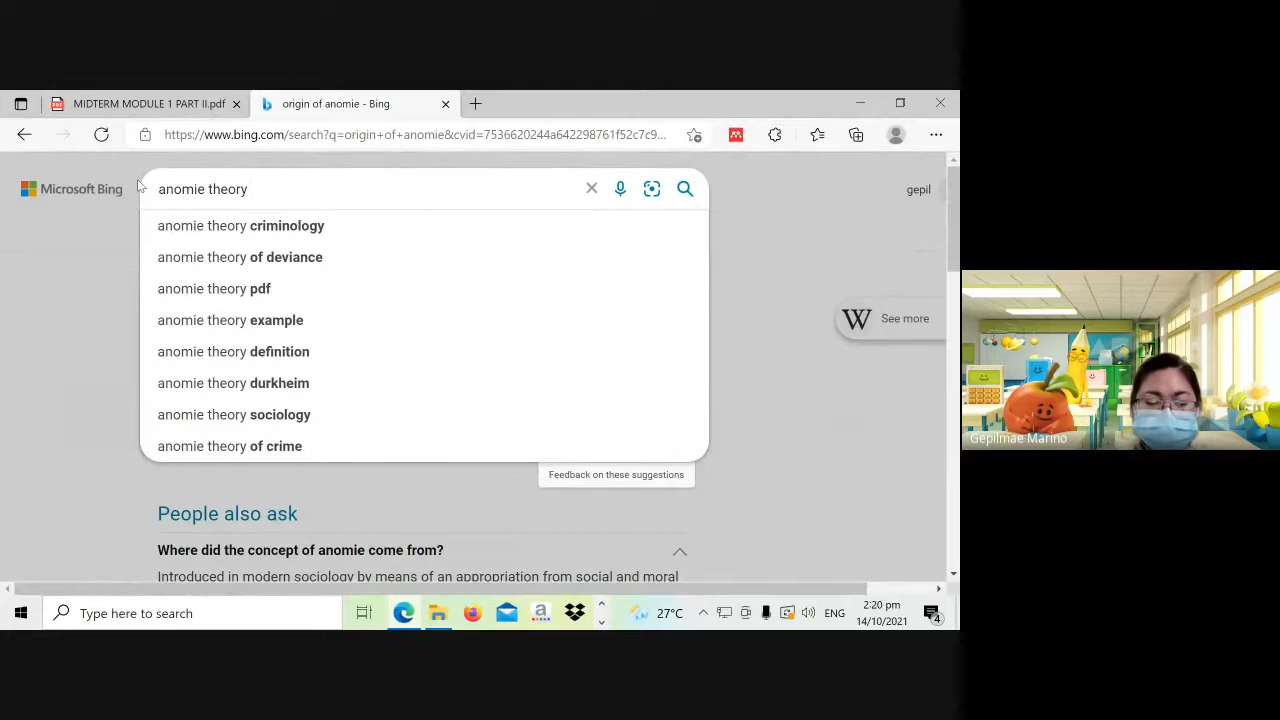 MIDTERM MODULE 1 PART II.pdf
origin of anomie - Bing
https://www.bing.com/search?q=origin+of+anomie&cvid=7536620244a642298761f52c7c9...
Microsoft Bing
anomie theory
gepil
anomie theory criminology
anomie theory of deviance
anomie theory pdf
anomie theory example
W See more
anomie theory definition
anomie theory durkheim
anomie theory sociology
anomie theory of crime
Gepilmae Marino
Feedback on these suggestions
People also ask
Where did the concept of anomie come from?
Introduced in modern sociology by means of an appropriation from social and moral
Type here to search
a
27°C
ENG
2:20 pm
14/10/2021
4